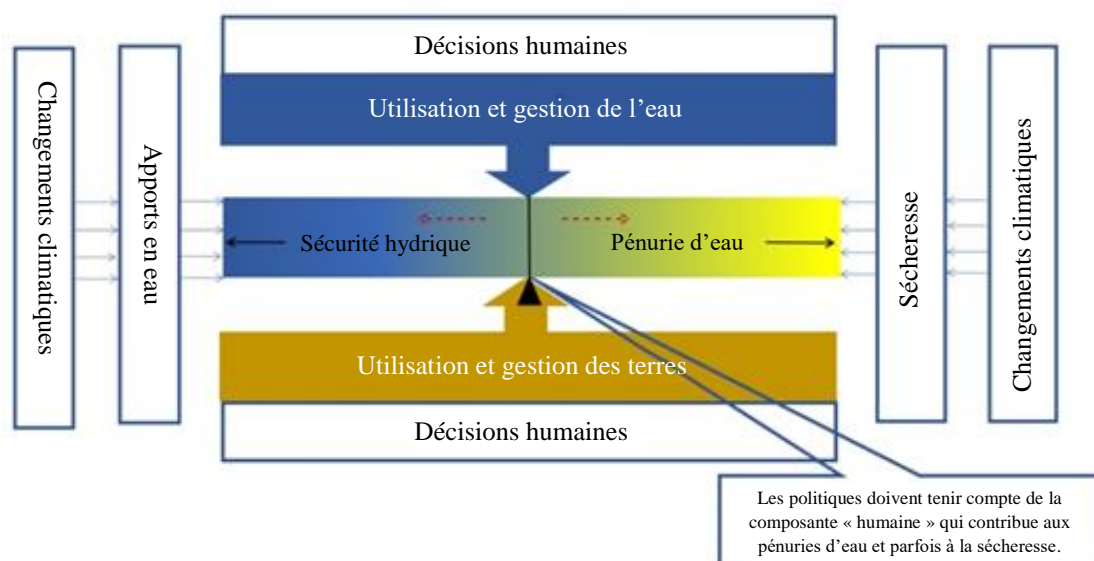 Décisions humaines
Utilisation et gestion de l’eau
Changements climatiques
Apports en eau
Sécurité hydrique
Pénurie d’eau
Sécheresse
Changements climatiques
Utilisation et gestion des terres
Décisions humaines
Les politiques doivent tenir compte de la
composante « humaine » qui contribue aux
pénuries d’eau et parfois à la sécheresse.